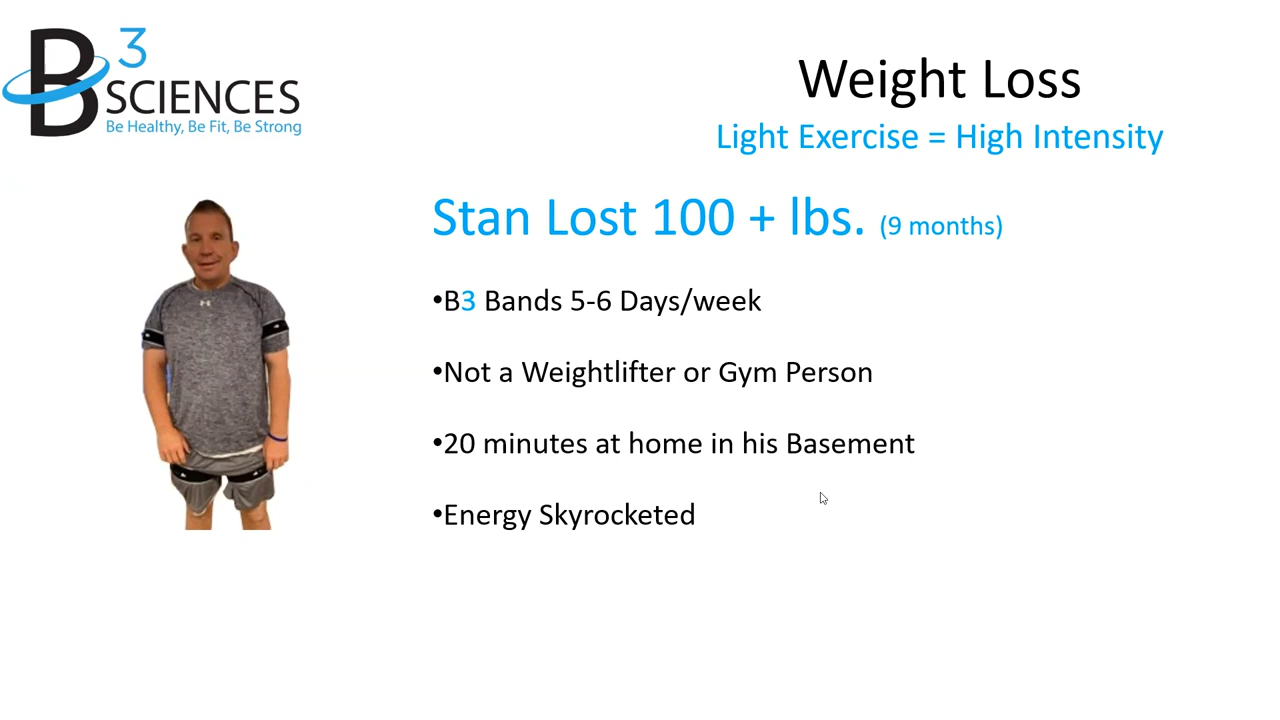 B3 SCIENCES
Be Healthy, Be Fit, Be Strong
Weight Loss
Light Exercise = High Intensity
Stan Lost 100 + lbs. (9 months)
•B3 Bands 5-6 Days/week
•Not a Weightlifter or Gym Person
•20 minutes at home in his Basement
•Energy Skyrocketed